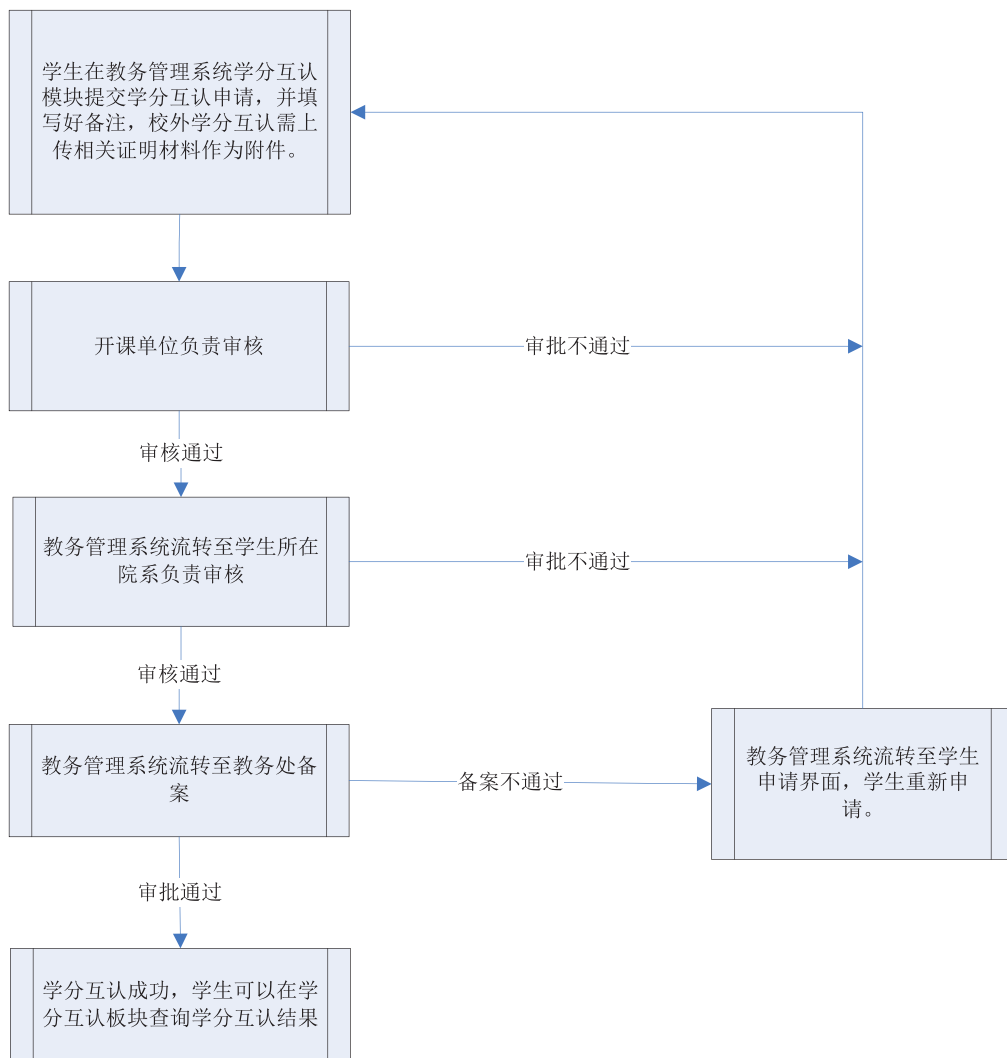 学生在教务管理系统学分互认
模块提交学分互认申请，并填
写好备注，校外学分互认需上
传相关证明材料作为附件。
开课单位负责审核
审批不通过
审核通过
教务管理系统流转至学生所在
院系负责审核
审批不通过
审核通过
教务管理系统流转至教务处备
案
备案不通过
教务管理系统流转至学生
申请界面，学生重新申
请。
审批通过
学分互认成功，学生可以在学
分互认板块查询学分互认结果